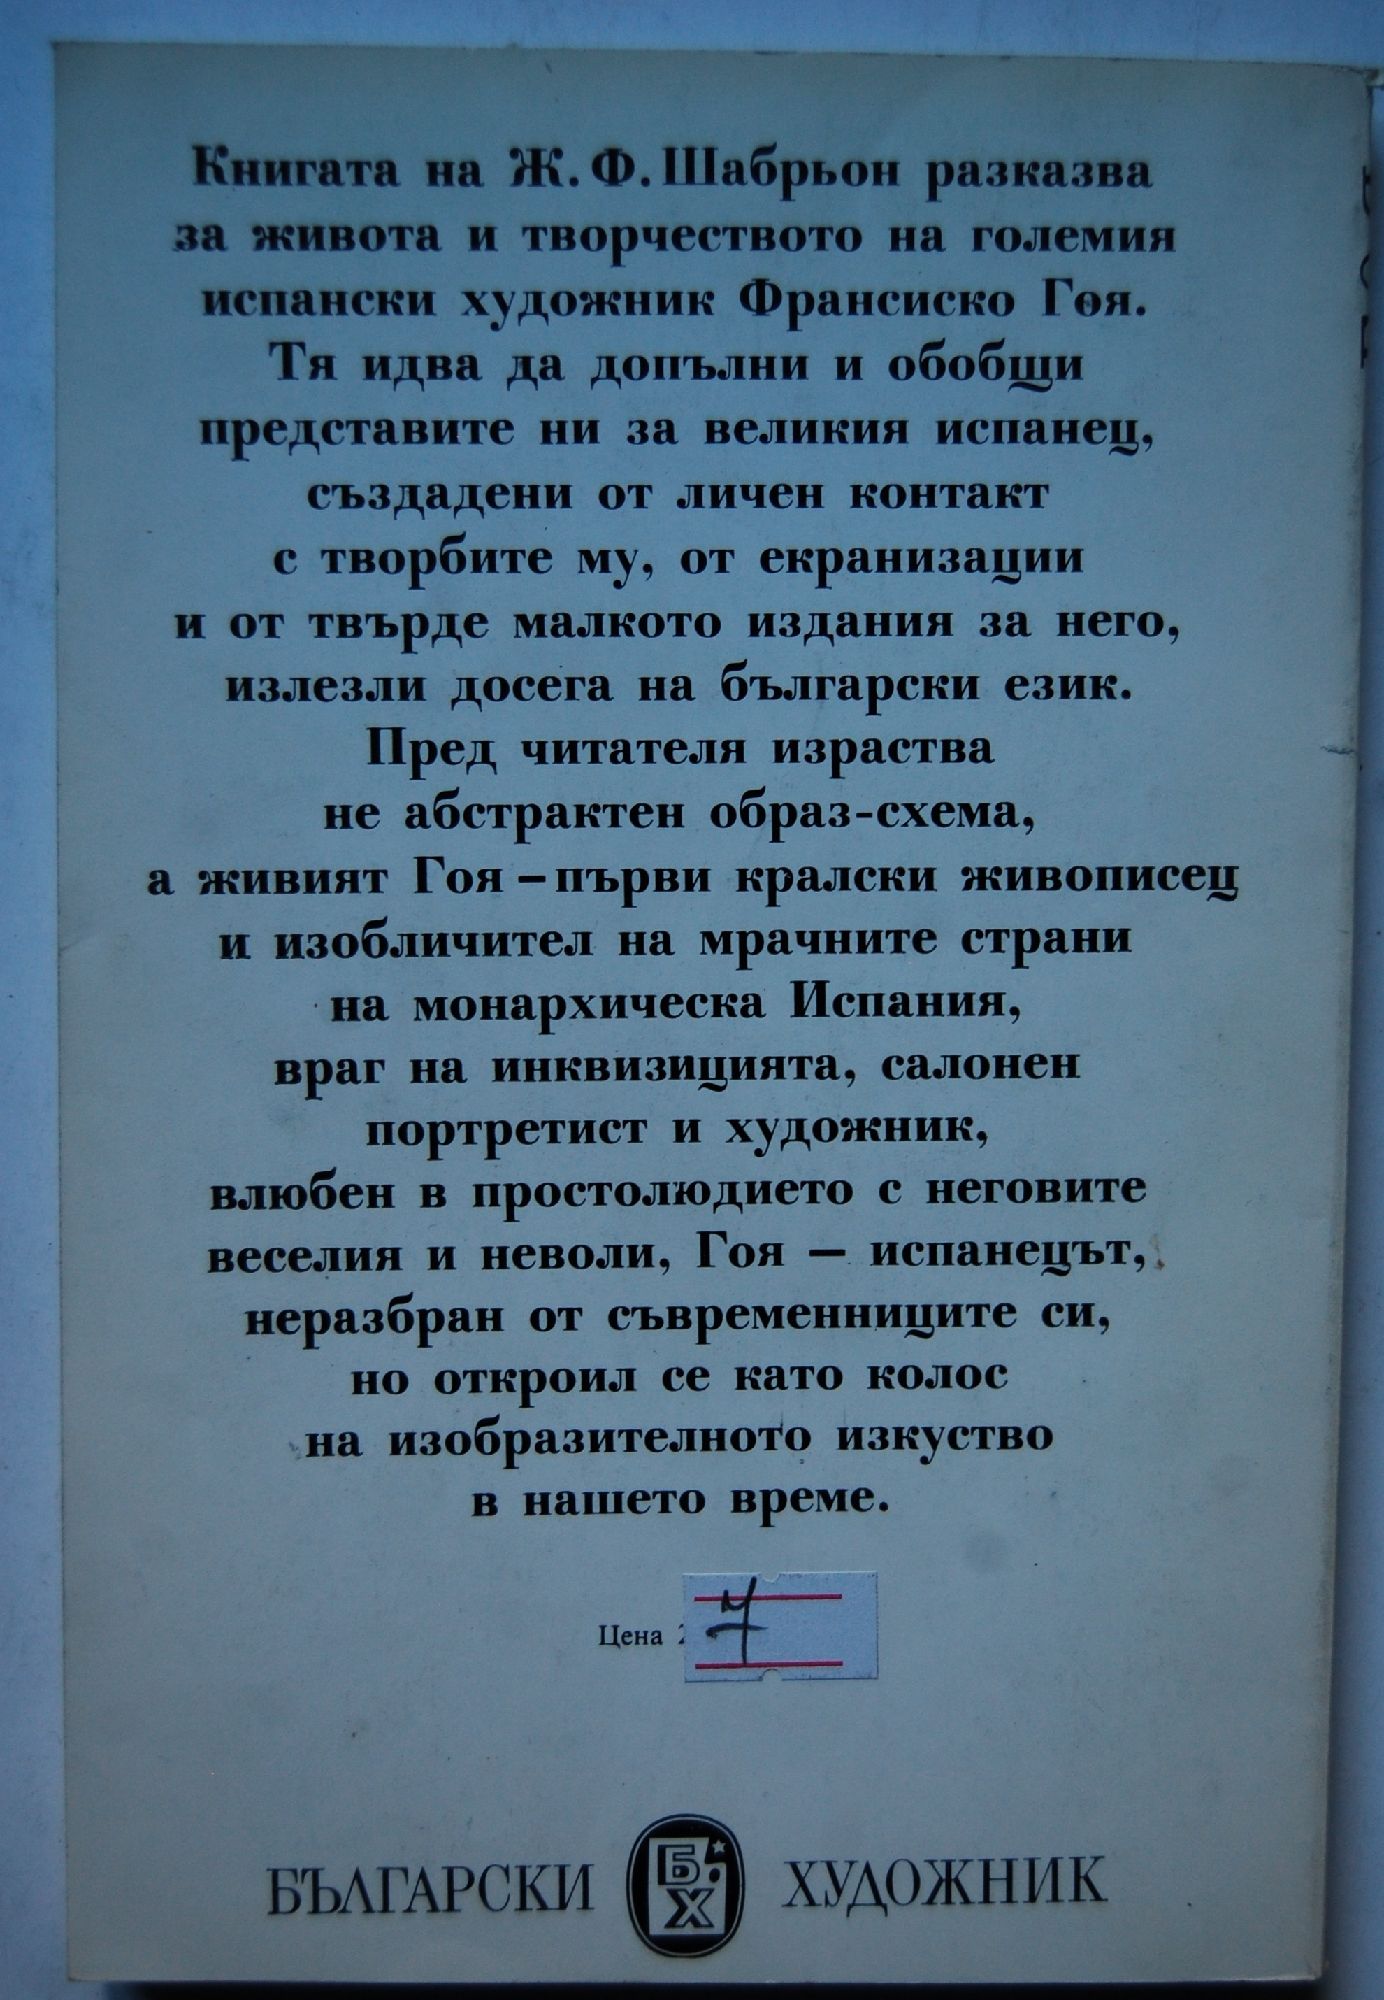 Книгата на Ж. Ф. Шабрьон разказва
за живота и творчеството на големия
испански художник Франсиско Гоя.
Тя идва да допълни и обобщи
представите ни за великия испанец,
създадени от личен контакт
с творбите му, от екранизации
и от твърде малкото издания за него,
излезли досега на български език.
Пред читателя израства
не абстрактен образ-схема,
а живият Гоя – първи кралски живописец
и изобличител на мрачните страни
на монархическа Испания,
враг на инквизицията, салонен
портретист и художник,
влюбен в простолюдието с неговите
веселия и неволи, Гоя — испанецът,
неразбран от съвременниците си,
но откроил се като колос
на изобразителното изкуство
в нашето време.
Цена
7
БЪЛГАРСКИ БХ ХУДОЖНИК